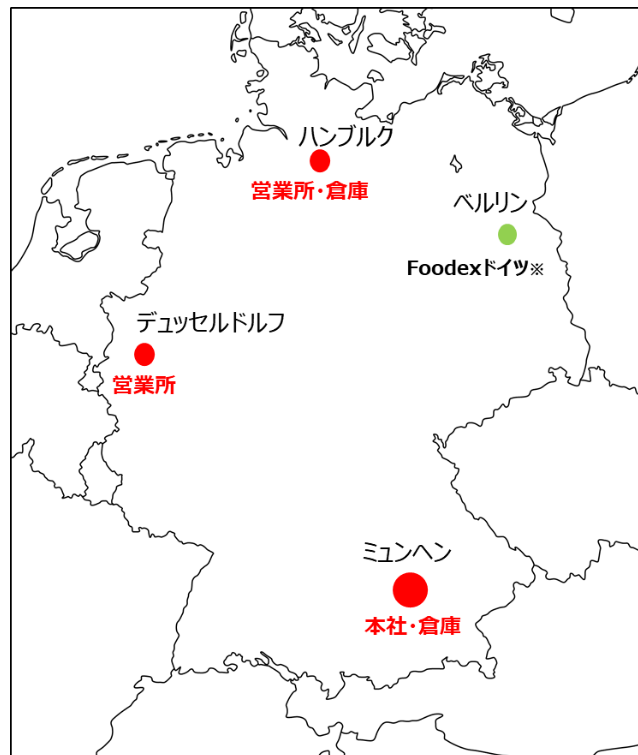 ハンブルク
営業所・倉庫
ベルリン
Foodexドイツ※
デュッセルドルフ
営業所
ミュンヘン
本社・倉庫